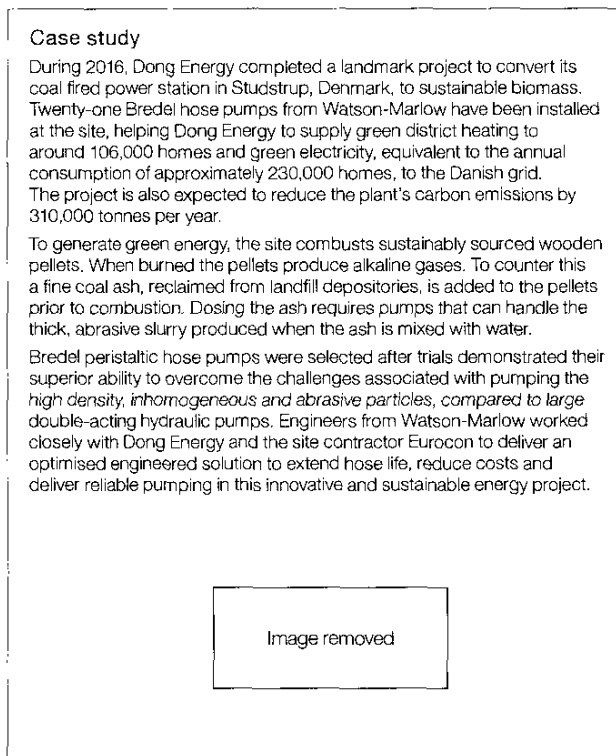 Case study
During 2016, Dong Energy completed a landmark project to convert its
coal fired power station in Studstrup, Denmark, to sustainable biomass.
Twenty-one Bredel hose pumps from Watson-Marlow have been installed
at the site, helping Dong Energy to supply green district heating to
around 106,000 homes and green electricity, equivalent to the annual
consumption of approximately 230,000 homes, to the Danish grid.
The project is also expected to reduce the plant's carbon emissions by
310,000 tonnes per year.
To generate green energy, the site combusts sustainably sourced wooden
pellets. When burned the pellets produce alkaline gases. To counter this
a fine coal ash, reclaimed from landfill depositories, is added to the pellets
prior to combustion. Dosing the ash requires pumps that can handle the
thick, abrasive slurry produced when the ash is mixed with water.
Bredel peristaltic hose pumps were selected after trials demonstrated their
superior ability to overcome the challenges associated with pumping the
high density, inhomogeneous and abrasive particles, compared to large
double-acting hydraulic pumps. Engineers from Watson-Marlow worked
closely with Dong Energy and the site contractor Eurocon to deliver an
optimised engineered solution to extend hose life, reduce costs and
deliver reliable pumping in this innovative and sustainable energy project.
Image removed